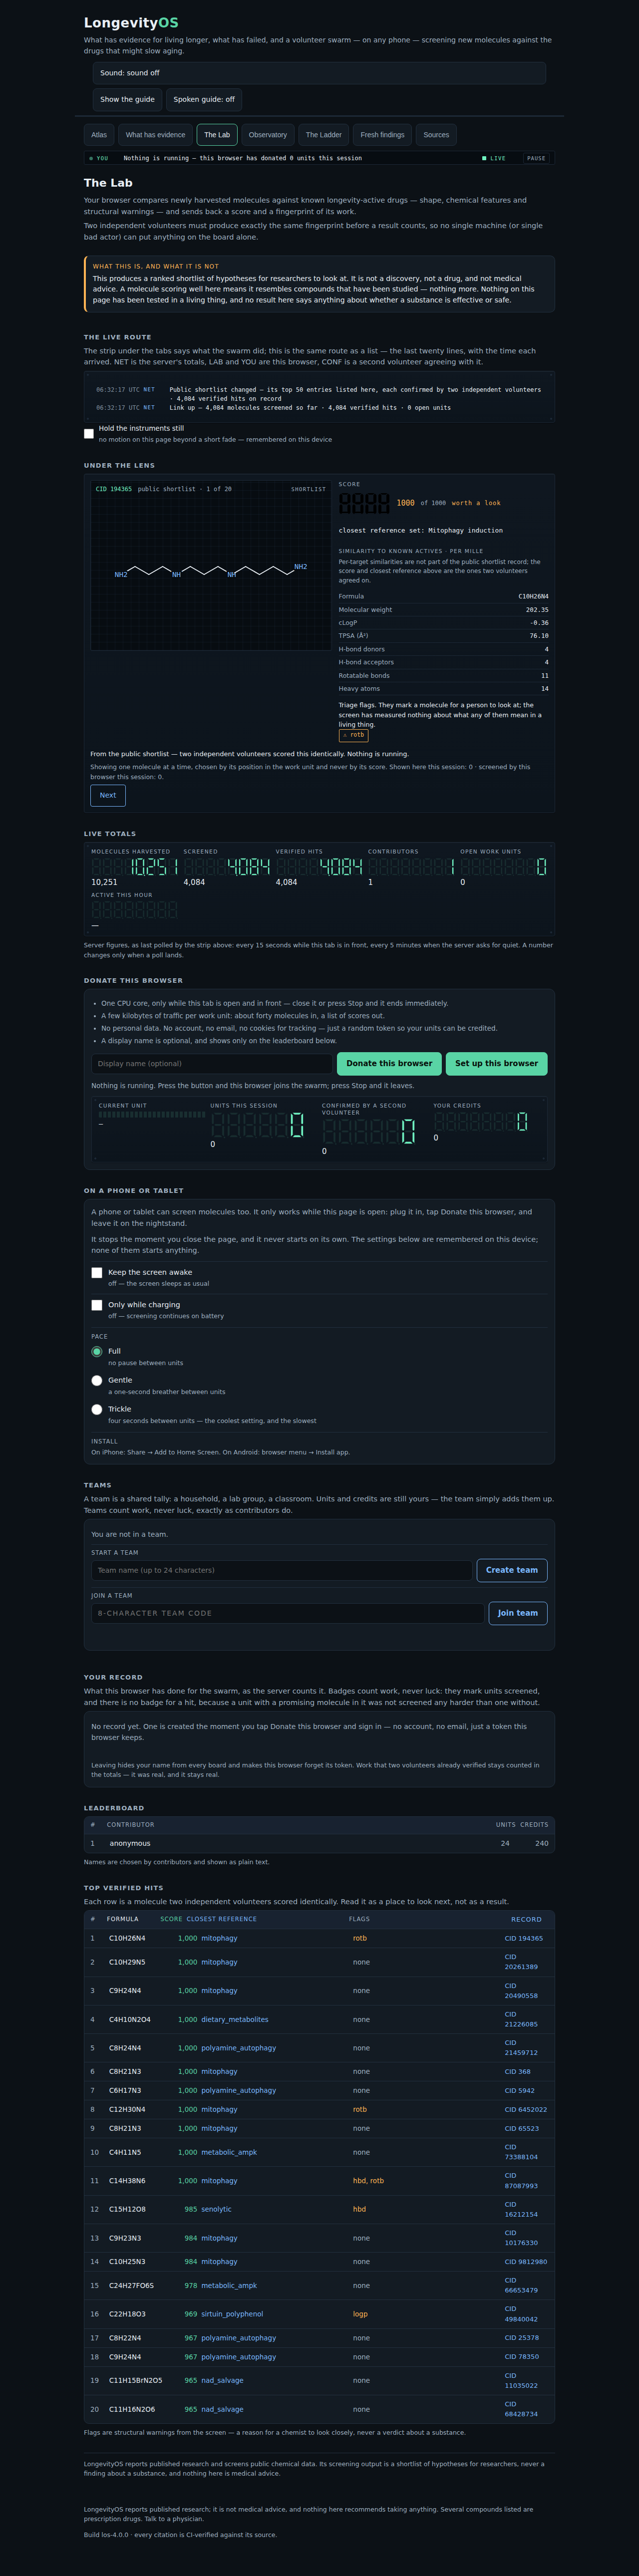 LongevityOS
What has evidence for living longer, what has failed, and a volunteer swarm — on any phone — screening new molecules against the
drugs that might slow aging.
Sound: sound off
Show the guide
Spoken guide: off
Atlas
What has evidence
The Lab
Observatory
The Ladder
Fresh findings
Sources
YOU
Nothing is running — this browser has donated 0 units this session
LIVE
PAUSE
The Lab
Your browser compares newly harvested molecules against known longevity-active drugs — shape, chemical features and
structural warnings — and sends back a score and a fingerprint of its work.
Two independent volunteers must produce exactly the same fingerprint before a result counts, so no single machine (or single
bad actor) can put anything on the board alone.
WHAT THIS IS, AND WHAT IT IS NOT
This produces a ranked shortlist of hypotheses for researchers to look at. It is not a discovery, not a drug, and not medical
advice. A molecule scoring well here means it resembles compounds that have been studied — nothing more. Nothing on this
page has been tested in a living thing, and no result here says anything about whether a substance is effective or safe.
THE LIVE ROUTE
The strip under the tabs says what the swarm did; this is the same route as a list — the last twenty lines, with the time each
arrived. NET is the server's totals, LAB and YOU are this browser, CONF is a second volunteer agreeing with it.
06:32:17 UTC NET Public shortlist changed — its top 50 entries listed here, each confirmed by two independent volunteers
· 4,084 verified hits on record
06:32:17 UTC NET Link up — 4,084 molecules screened so far · 4,084 verified hits · 0 open units
Hold the instruments still
no motion on this page beyond a short fade — remembered on this device
UNDER THE LENS
CID 194365 public shortlist · 1 of 20 SHORTLIST
NH2 NH NH NH2
SCORE
1000 of 1000 worth a look
closest reference set: Mitophagy induction
SIMILARITY TO KNOWN ACTIVES · PER MILLE
Per-target similarities are not part of the public shortlist record; the
score and closest reference above are the ones two volunteers
agreed on.
Formula C10H26N4
Molecular weight 202.35
cLogP -0.36
TPSA (Å²) 76.10
H-bond donors 4
H-bond acceptors 4
Rotatable bonds 11
Heavy atoms 14
Triage flags. They mark a molecule for a person to look at; the
screen has measured nothing about what any of them mean in a
living thing.
⚠ rotb
From the public shortlist — two independent volunteers scored this identically. Nothing is running.
Showing one molecule at a time, chosen by its position in the work unit and never by its score. Shown here this session: 0 · screened by this
browser this session: 0.
Next
LIVE TOTALS
MOLECULES HARVESTED SCREENED VERIFIED HITS CONTRIBUTORS OPEN WORK UNITS
10251 4084 4084 1 0
10,251 4,084 4,084 1 0
ACTIVE THIS HOUR
—
Server figures, as last polled by the strip above: every 15 seconds while this tab is in front, every 5 minutes when the server asks for quiet. A number
changes only when a poll lands.
DONATE THIS BROWSER
• One CPU core, only while this tab is open and in front — close it or press Stop and it ends immediately.
• A few kilobytes of traffic per work unit: about forty molecules in, a list of scores out.
• No personal data. No account, no email, no cookies for tracking — just a random token so your units can be credited.
• A display name is optional, and shows only on the leaderboard below.
Display name (optional)
Donate this browser
Set up this browser
Nothing is running. Press the button and this browser joins the swarm; press Stop and it leaves.
CURRENT UNIT
—
UNITS THIS SESSION
0
0
CONFIRMED BY A SECOND
VOLUNTEER
0
0
YOUR CREDITS
0
0
ON A PHONE OR TABLET
A phone or tablet can screen molecules too. It only works while this page is open: plug it in, tap Donate this browser, and
leave it on the nightstand.
It stops the moment you close the page, and it never starts on its own. The settings below are remembered on this device;
none of them starts anything.
Keep the screen awake
off — the screen sleeps as usual
Only while charging
off — screening continues on battery
PACE
Full
no pause between units
Gentle
a one-second breather between units
Trickle
four seconds between units — the coolest setting, and the slowest
INSTALL
On iPhone: Share → Add to Home Screen. On Android: browser menu → Install app.
TEAMS
A team is a shared tally: a household, a lab group, a classroom. Units and credits are still yours — the team simply adds them up.
Teams count work, never luck, exactly as contributors do.
You are not in a team.
START A TEAM
Team name (up to 24 characters)
Create team
JOIN A TEAM
8-CHARACTER TEAM CODE
Join team
YOUR RECORD
What this browser has done for the swarm, as the server counts it. Badges count work, never luck: they mark units screened,
and there is no badge for a hit, because a unit with a promising molecule in it was not screened any harder than one without.
No record yet. One is created the moment you tap Donate this browser and sign in — no account, no email, just a token this
browser keeps.
Leaving hides your name from every board and makes this browser forget its token. Work that two volunteers already verified stays counted in
the totals — it was real, and it stays real.
LEADERBOARD
# CONTRIBUTOR UNITS CREDITS
1 anonymous 24 240
Names are chosen by contributors and shown as plain text.
TOP VERIFIED HITS
Each row is a molecule two independent volunteers scored identically. Read it as a place to look next, not as a result.
# FORMULA SCORE CLOSEST REFERENCE FLAGS RECORD
1 C10H26N4 1,000 mitophagy rotb CID 194365
2 C10H29N5 1,000 mitophagy none CID 20261389
3 C9H24N4 1,000 mitophagy none CID 20490558
4 C4H10N2O4 1,000 dietary_metabolites none CID 21226085
5 C8H24N4 1,000 polyamine_autophagy none CID 21459712
6 C8H21N3 1,000 mitophagy none CID 368
7 C6H17N3 1,000 polyamine_autophagy none CID 5942
8 C12H30N4 1,000 mitophagy rotb CID 6452022
9 C8H21N3 1,000 mitophagy none CID 65523
10 C4H11N5 1,000 metabolic_ampk none CID 73388104
11 C14H38N6 1,000 mitophagy hbd, rotb CID 87087993
12 C15H12O8 985 senolytic hbd CID 16212154
13 C9H23N3 984 mitophagy none CID 10176330
14 C10H25N3 984 mitophagy none CID 9812980
15 C24H27FO6S 978 metabolic_ampk none CID 66653479
16 C22H18O3 969 sirtuin_polyphenol logp CID 49840042
17 C8H22N4 967 polyamine_autophagy none CID 25378
18 C9H24N4 967 polyamine_autophagy none CID 78350
19 C11H15BrN2O5 965 nad_salvage none CID 11035022
20 C11H16N2O6 965 nad_salvage none CID 68428734
Flags are structural warnings from the screen — a reason for a chemist to look closely, never a verdict about a substance.
LongevityOS reports published research and screens public chemical data. Its screening output is a shortlist of hypotheses for researchers, never a
finding about a substance, and nothing here is medical advice.
LongevityOS reports published research; it is not medical advice, and nothing here recommends taking anything. Several compounds listed are
prescription drugs. Talk to a physician.
Build los-4.0.0 · every citation is CI-verified against its source.